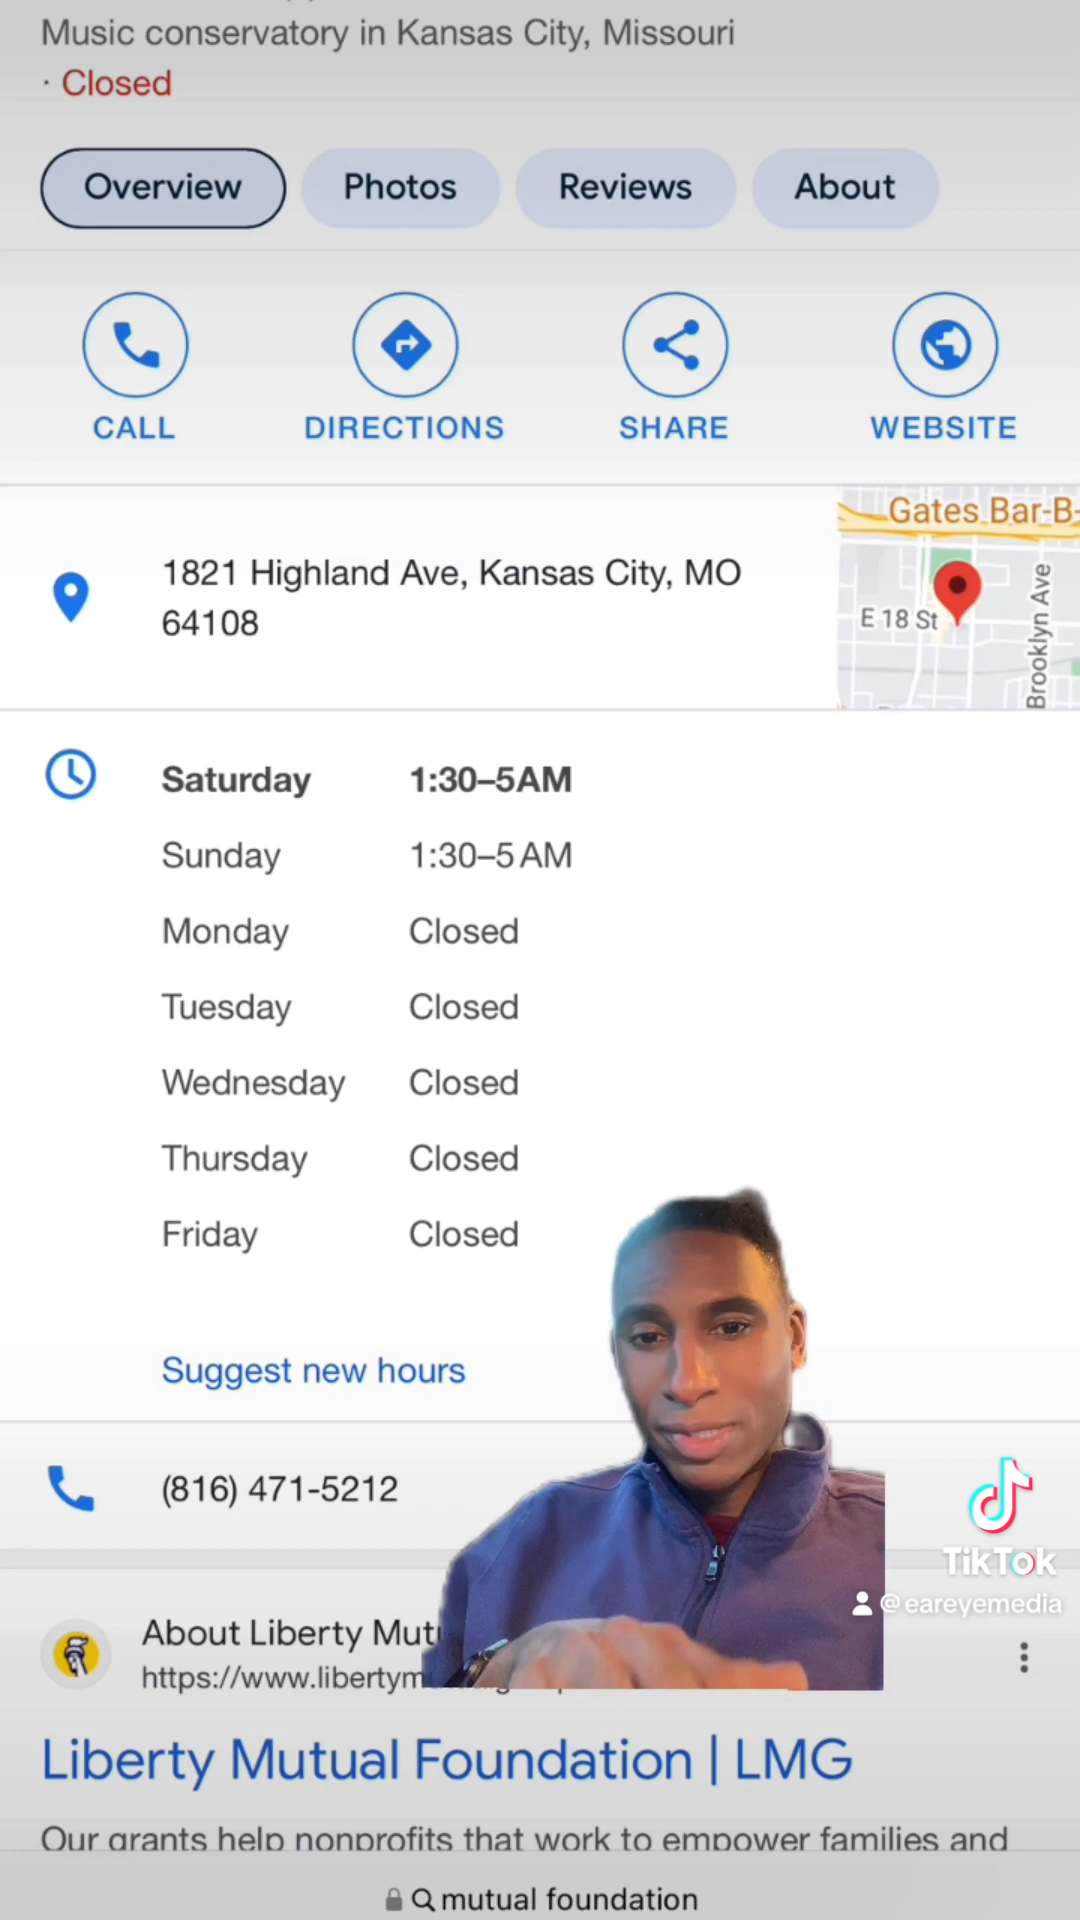 Music conservatory in Kansas City, Missouri
· Closed
Overview
Photos
Reviews
About
CALL
DIRECTIONS
SHARE
WEBSITE
1821 Highland Ave, Kansas City, MO
64108
Gates Bar-B-
E 18 St
Brooklyn Ave
Saturday 1:30–5AM
Sunday 1:30–5 AM
Monday Closed
Tuesday Closed
Wednesday Closed
Thursday Closed
Friday Closed
Suggest new hours
(816) 471-5212
TikTok
@eareyemedia
About Liberty Mut
https://www.libertym
Liberty Mutual Foundation | LMG
Our grants help nonprofits that work to empower families and
mutual foundation